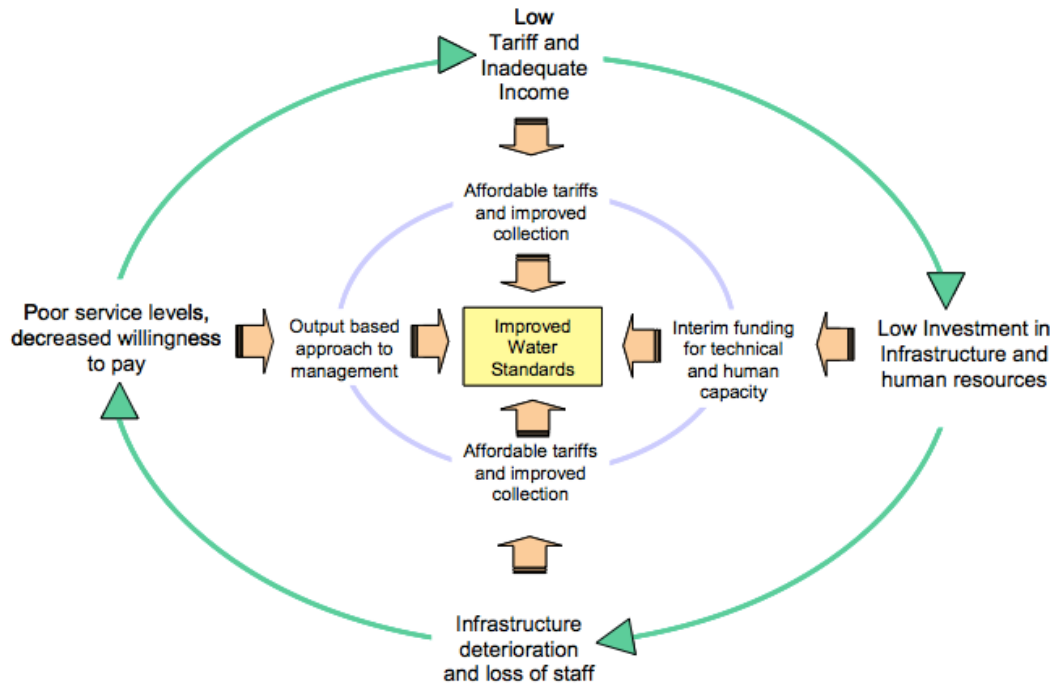 Low
Tariff and
Inadequate
Income
Affordable tariffs
and improved
collection
Poor service levels,
decreased willingness
to pay
Output based
approach to
management
Improved
Water
Standards
Interim funding
for technical
and human
capacity
Low Investment in
Infrastructure and
human resources
Affordable tariffs
and improved
collection
Infrastructure
deterioration
and loss of staff